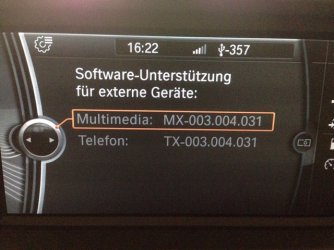 16:22 -357
Software-Unterstützung
für externe Geräte:
Multimedia: MX-003.004.031
Telefon: TX-003.004.031